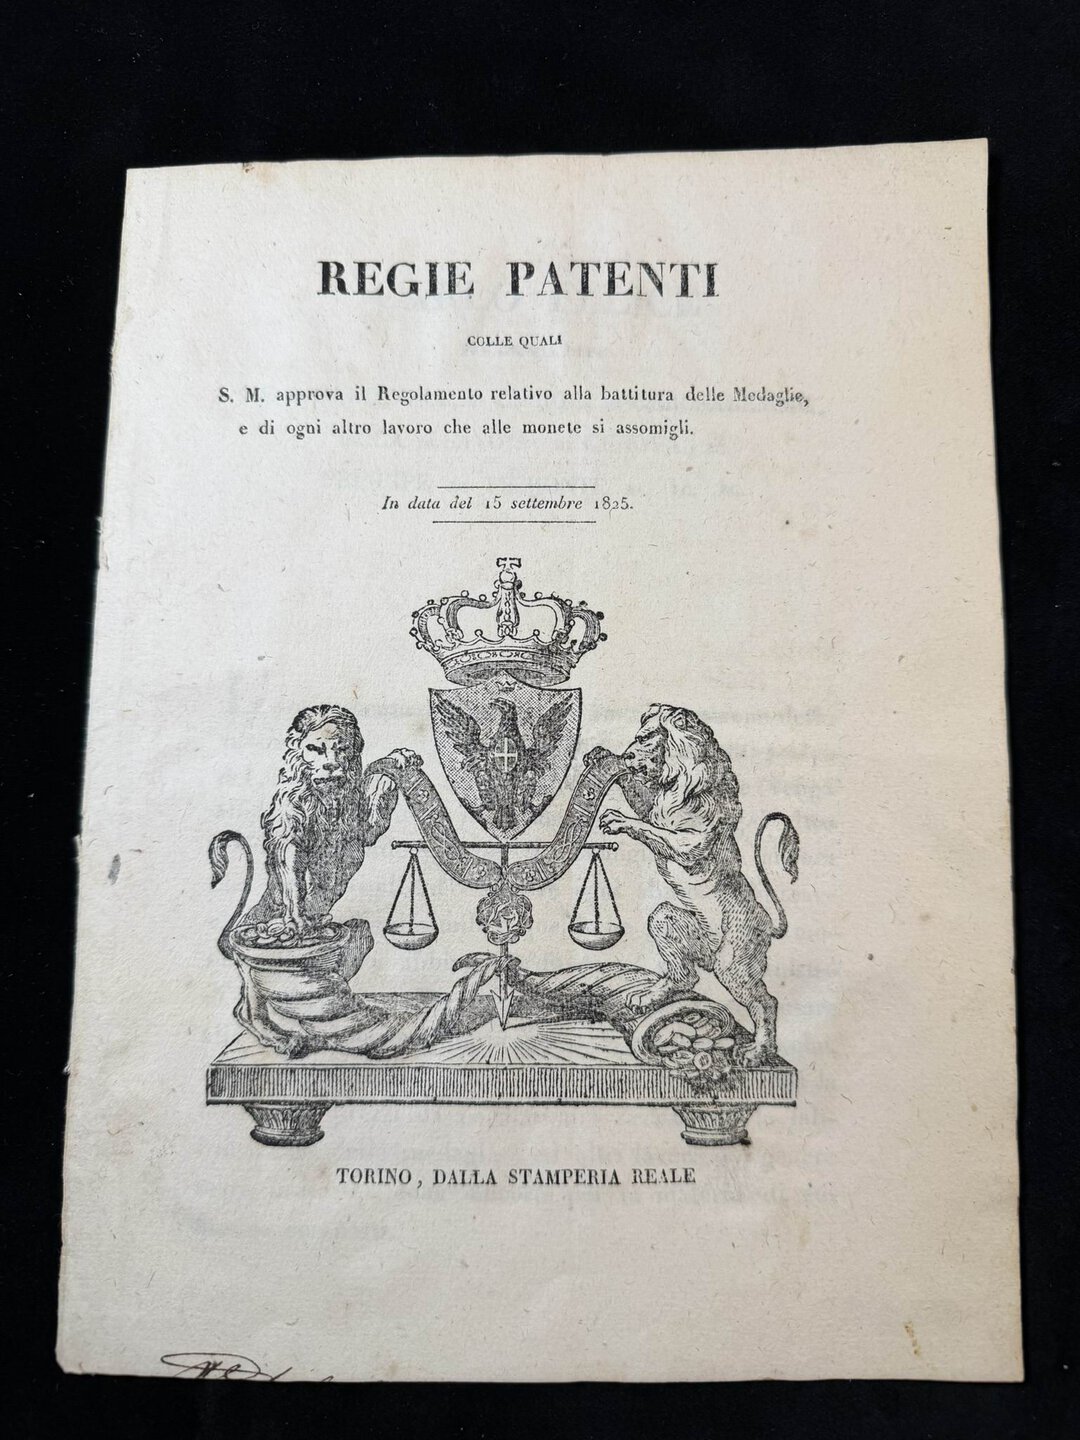 REGIE PATENTI
COLLE QUALI
S. M. approva il Regolamento relativo alla battitura delle Medaglie,
e di ogni altro lavoro che alle monete si assomigli.
In data del 15 settembre 1825.
TORINO, DALLA STAMPERIA REALE